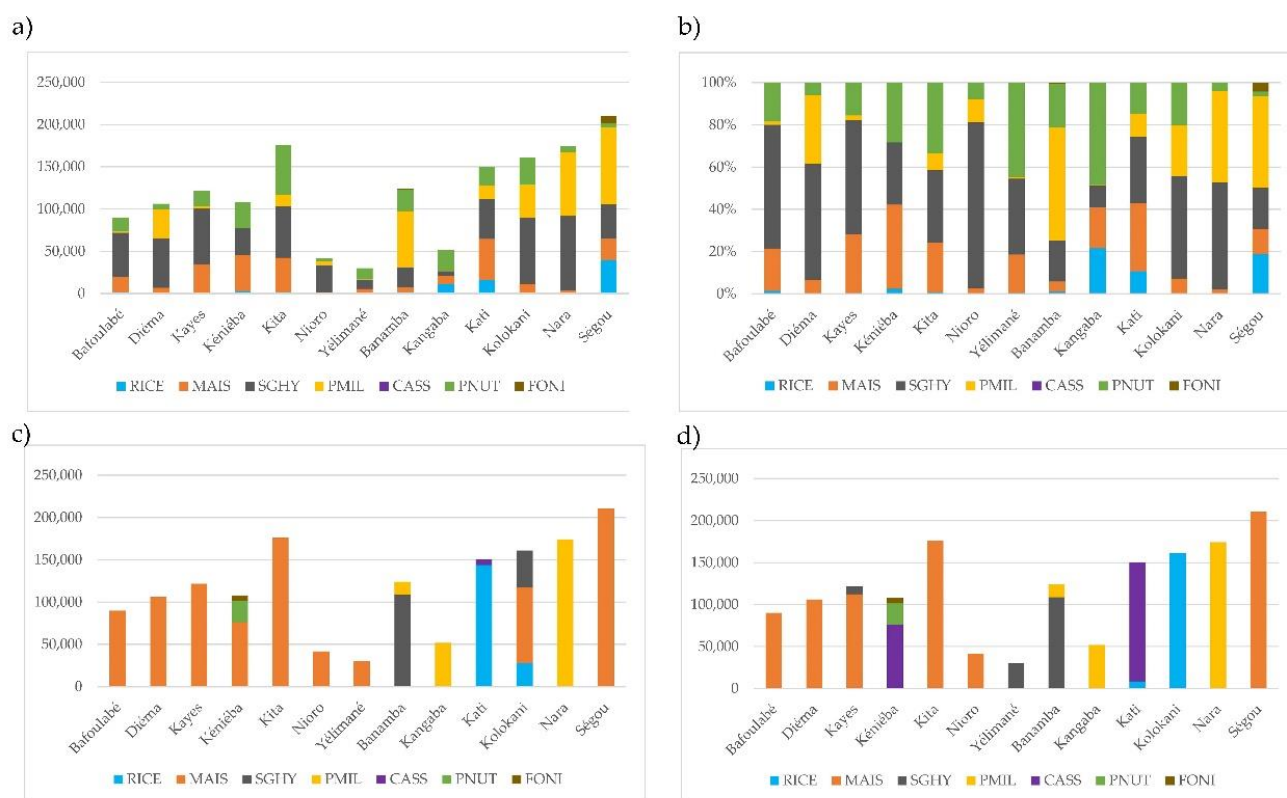 a)
250,000
200,000
150,000
100,000
50,000
0
Bafoulabé Diéma Kayes Kéniéba Kita Nioro Yélimané Banamba Kangaba Kati Kolokani Nara Ségou
RICE MAIS SGHY PMIL CASS PNUT FONI
b)
100%
80%
60%
40%
20%
0%
Bafoulabé Diéma Kayes Kéniéba Kita Nioro Yélimané Banamba Kangaba Kati Kolokani Nara Ségou
RICE MAIS SGHY PMIL CASS PNUT FONI
c)
250,000
200,000
150,000
100,000
50,000
0
Bafoulabé Diéma Kayes Kéniéba Kita Nioro Yélimané Banamba Kangaba Kati Kolokani Nara Ségou
RICE MAIS SGHY PMIL CASS PNUT FONI
d)
250,000
200,000
150,000
100,000
50,000
0
Bafoulabé Diéma Kayes Kéniéba Kita Nioro Yélimané Banamba Kangaba Kati Kolokani Nara Ségou
RICE MAIS SGHY PMIL CASS PNUT FONI